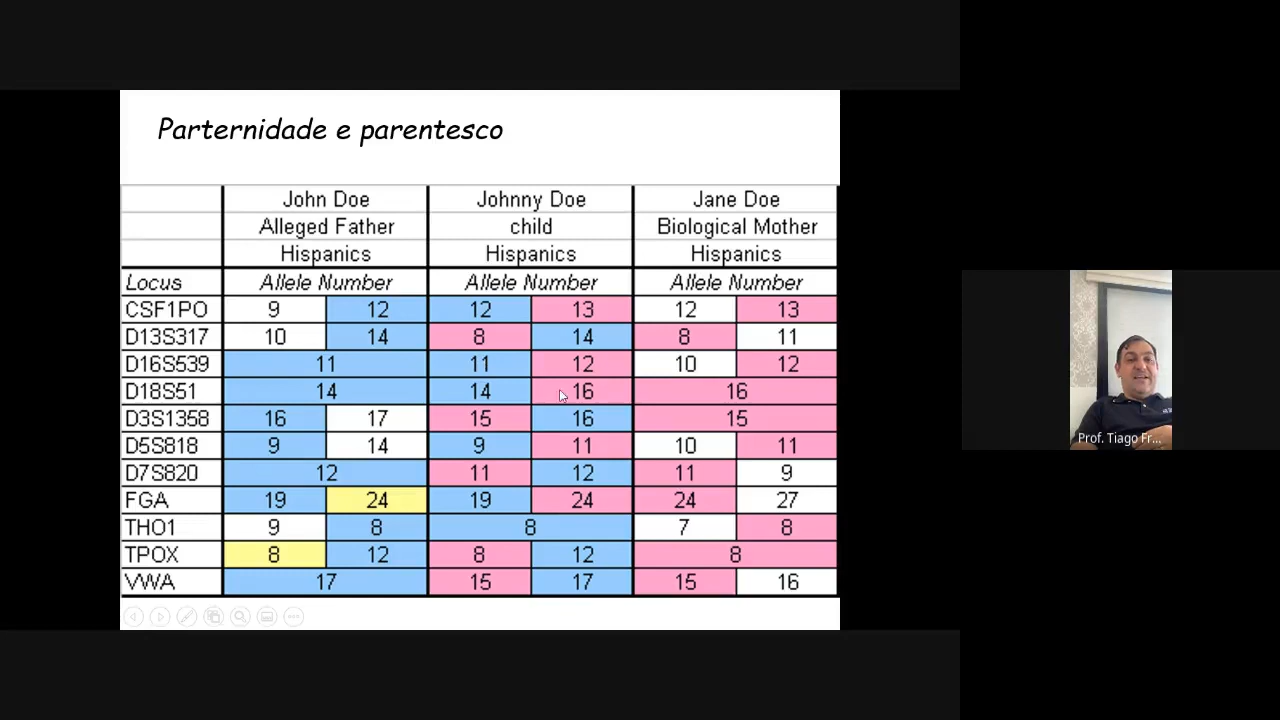 Parternidade e parentesco
John Doe Johnny Doe Jane Doe
Alleged Father child Biological Mother
Hispanics Hispanics Hispanics
Locus Allele Number Allele Number Allele Number
CSF1PO 9 12 12 13 12 13
D13S317 10 14 8 14 8 11
D16S539 11 11 12 10 12
D18S51 14 14 16 16
D3S1358 16 17 15 16 15
D5S818 9 14 9 11 10 11
D7S820 12 11 12 11 9
FGA 19 24 19 24 24 27
THO1 9 8 8 7 8
TPOX 8 12 8 12 8
VWA 17 15 17 15 16
Prof. Tiago Fr...